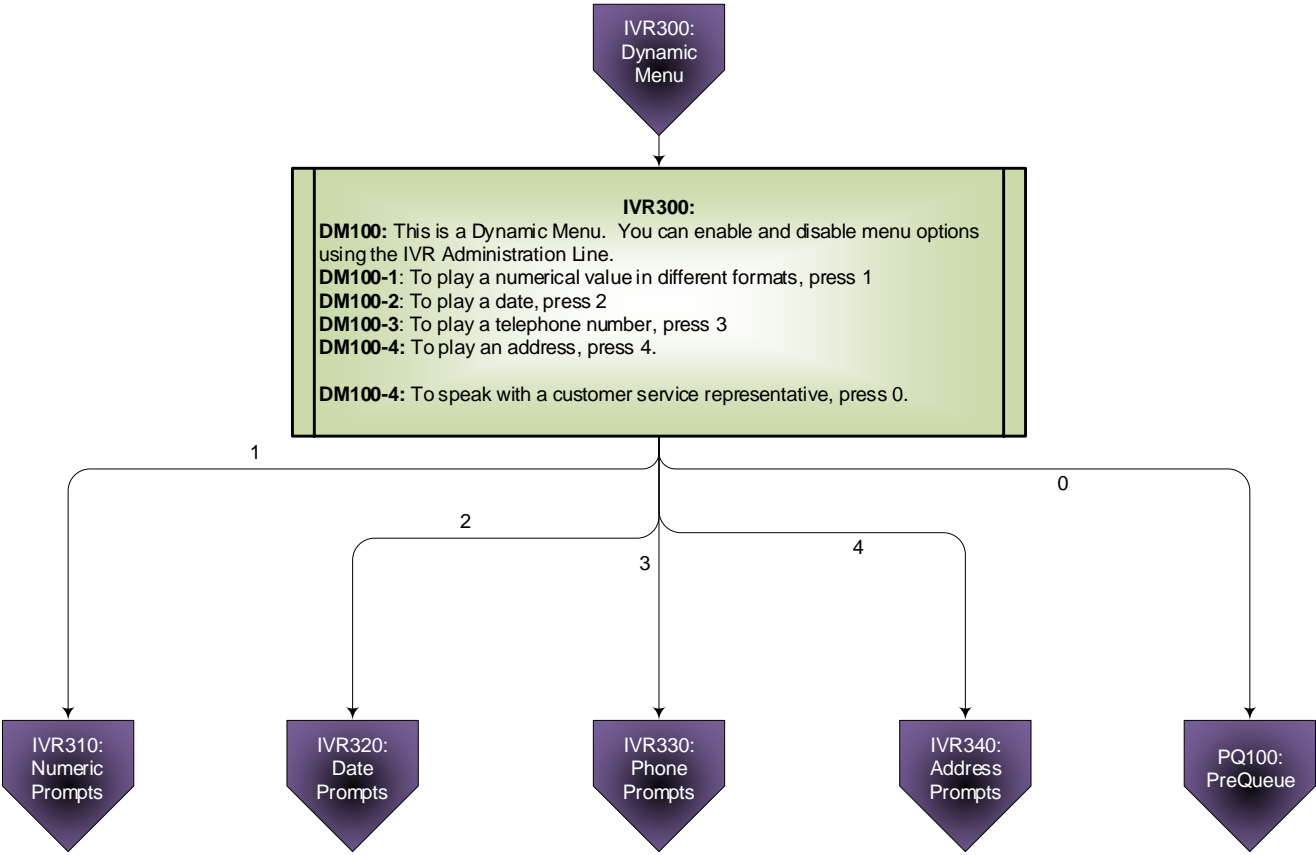 IVR300:
Dynamic
Menu
IVR300:
DM100: This is a Dynamic Menu. You can enable and disable menu options
using the IVR Administration Line.
DM100-1: To play a numerical value in different formats, press 1
DM100-2: To play a date, press 2
DM100-3: To play a telephone number, press 3
DM100-4: To play an address, press 4.
DM100-4: To speak with a customer service representative, press 0.
1
0
2
4
3
IVR310:
Numeric
Prompts
IVR320:
Date
Prompts
IVR330:
Phone
Prompts
IVR340:
Address
Prompts
PQ100:
PreQueue